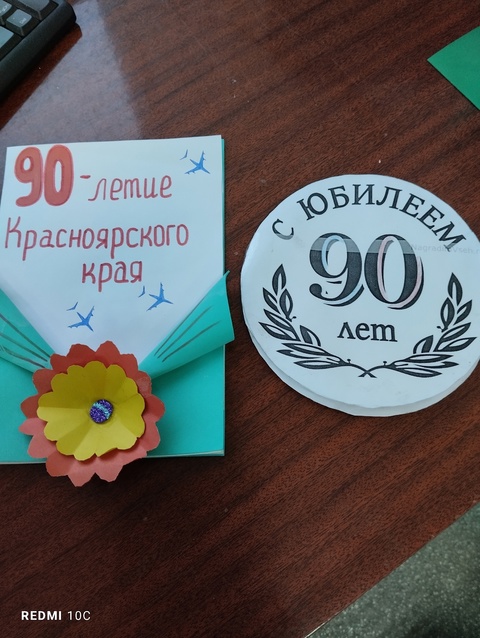 90-летие
Красноярского
края
С ЮБИЛЕЕМ
90
лет
REDMI 10C